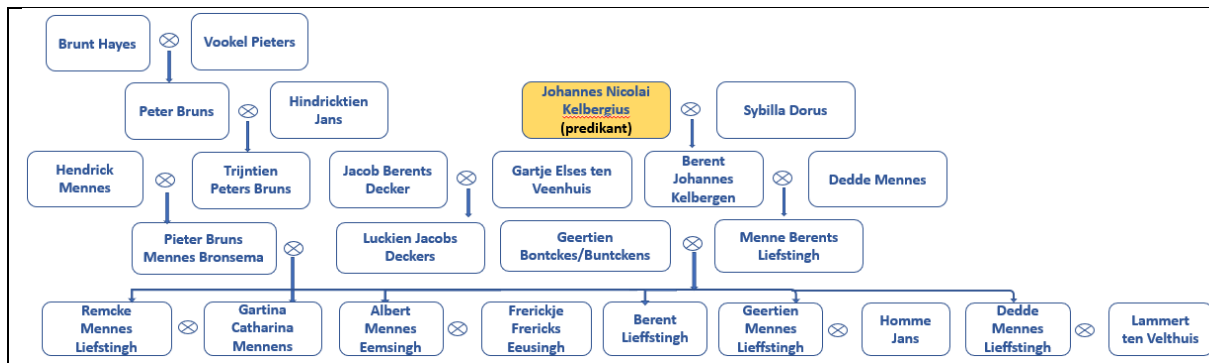 Brunt Hayes
Vookel Pieters
Peter Bruns
Hindricktien
Jans
Johannes Nicolai
Kelbergius
(predikant)
Sybilla Dorus
Hendrick
Mennes
Trijntien
Peters Bruns
Jacob Berents
Decker
Gartje Elses ten
Veenhuis
Berent
Johannes
Kelbergen
Dedde Mennes
Pieter Bruns
Mennes Bronsema
Luckien Jacobs
Deckers
Geertien
Bontckes/Buntckens
Menne Berents
Liefstingh
Remcke
Mennes
Liefstingh
Gartina
Catharina
Mennens
Albert
Mennes
Eemsingh
Frerickje
Frericks
Eeusingh
Berent
Lieffstingh
Geertien
Mennes
Lieffstingh
Homme
Jans
Dedde
Mennes
Lieffstingh
Lammert
ten Velthuis